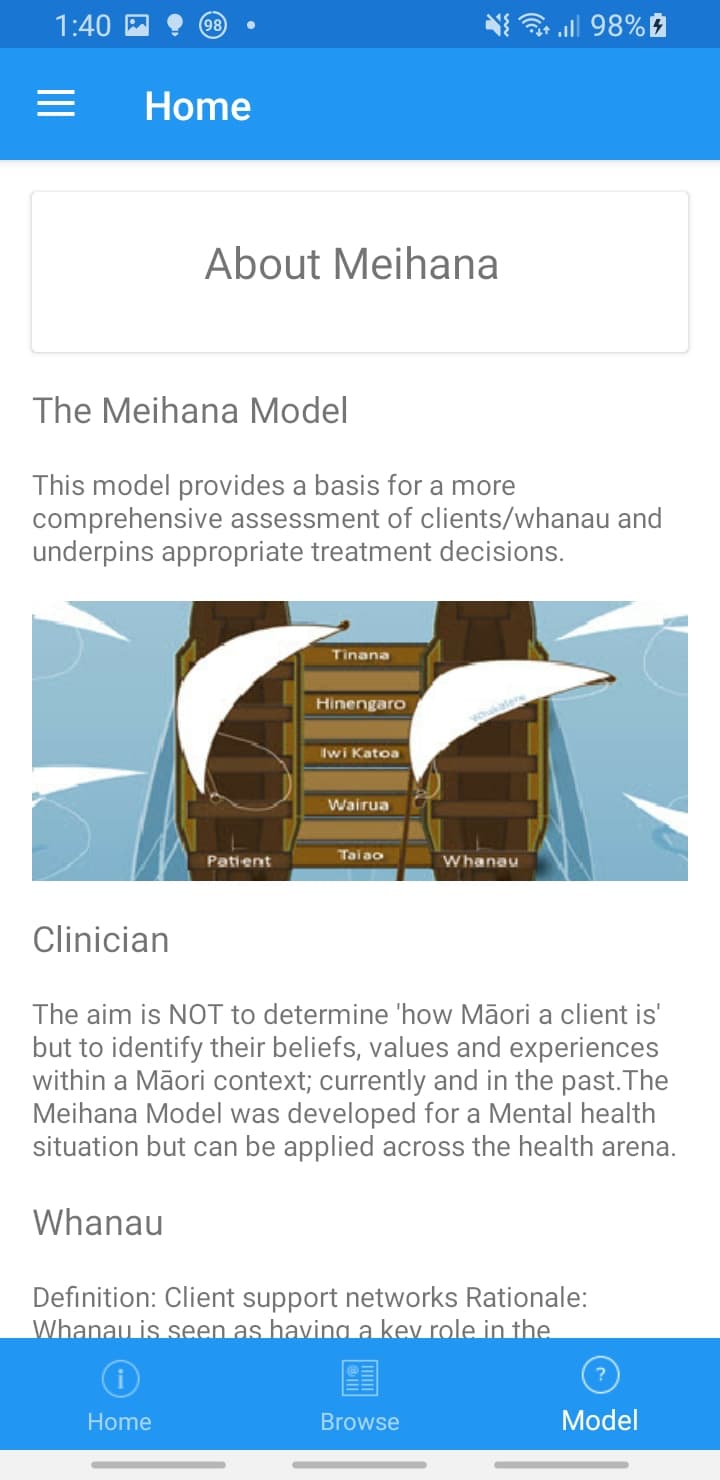 1:40
98
98%
Home
About Meihana
The Meihana Model
This model provides a basis for a more
comprehensive assessment of clients/whanau and
underpins appropriate treatment decisions.
Tinana
Hinengaro
Whakatere
Iwi Katoa
Wairua
Taiao
Patient
Whanau
Clinician
The aim is NOT to determine 'how Māori a client is'
but to identify their beliefs, values and experiences
within a Māori context; currently and in the past.The
Meihana Model was developed for a Mental health
situation but can be applied across the health arena.
Whanau
Definition: Client support networks Rationale:
Whanau is seen as having a key role in the
Home
Browse
Model